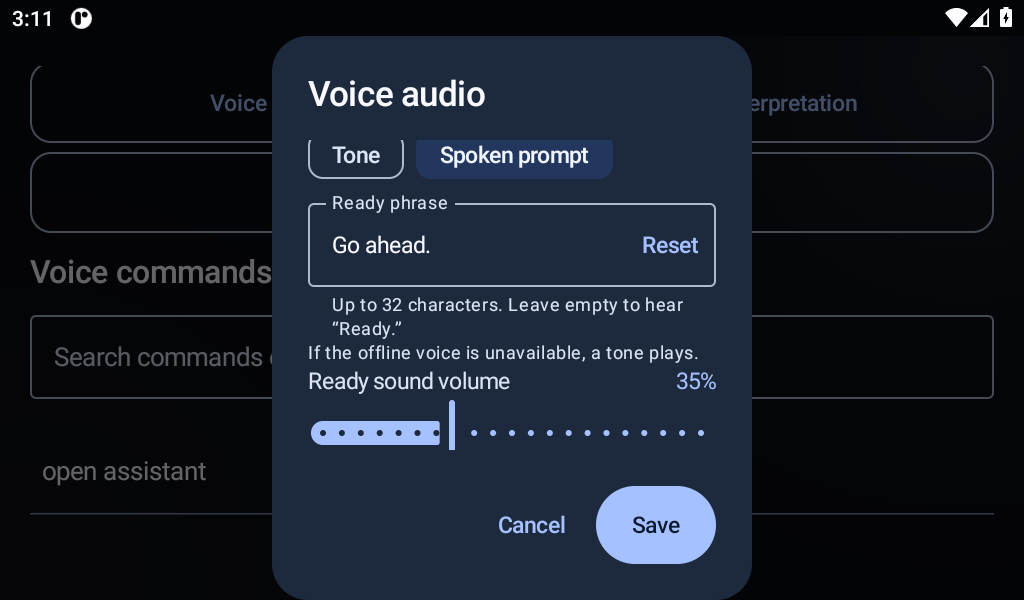 3:11
Voice audio
Voice
erpretation
Tone
Spoken prompt
Ready phrase
Go ahead.
Reset
Up to 32 characters. Leave empty to hear
“Ready.”
If the offline voice is unavailable, a tone plays.
Ready sound volume
35%
Voice commands
Search commands
open assistant
Cancel
Save